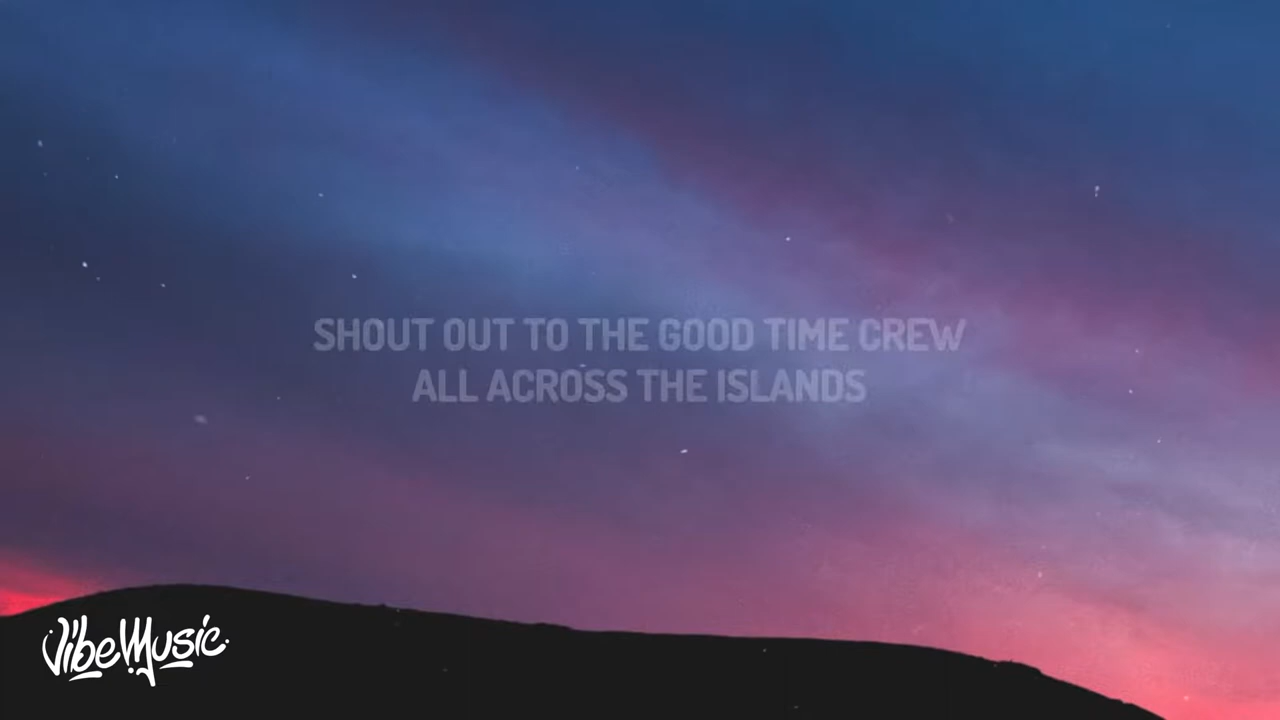 SHOUT OUT TO THE GOOD TIME CREW
ALL ACROSS THE ISLANDS
VibeMusic